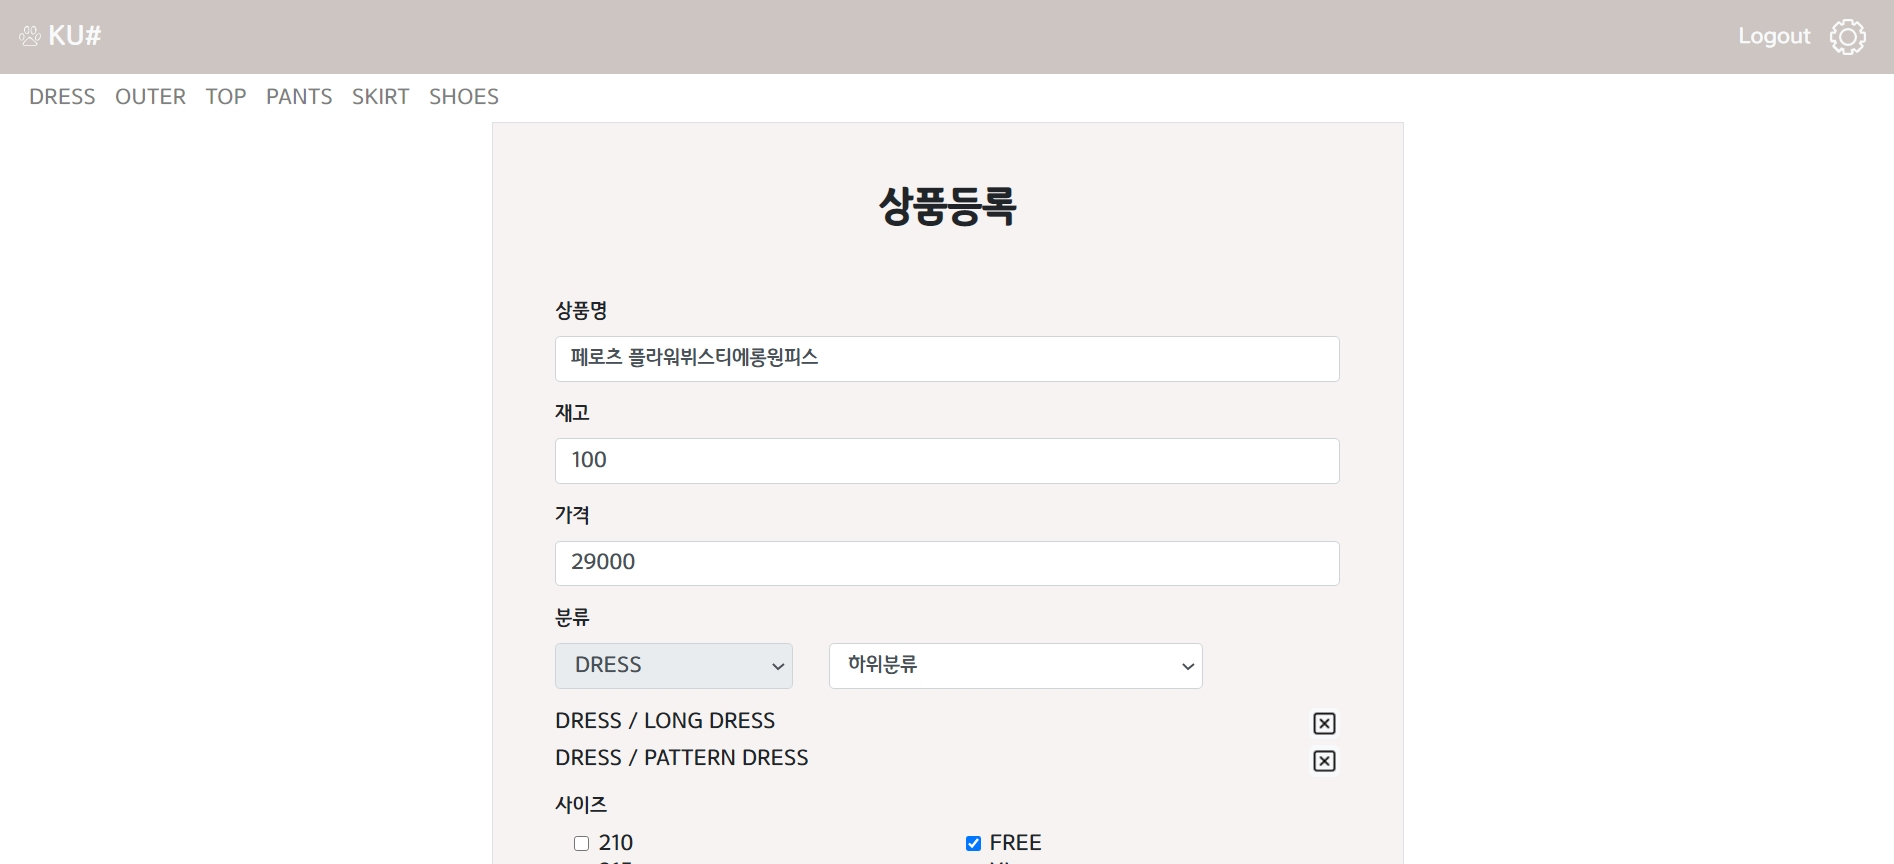 KU#
Logout
DRESS OUTER TOP PANTS SKIRT SHOES
상품등록
상품명
페로츠 플라워뷔스티에롱원피스
재고
100
가격
29000
분류
DRESS 하위분류
DRESS / LONG DRESS
DRESS / PATTERN DRESS
사이즈
210 FREE